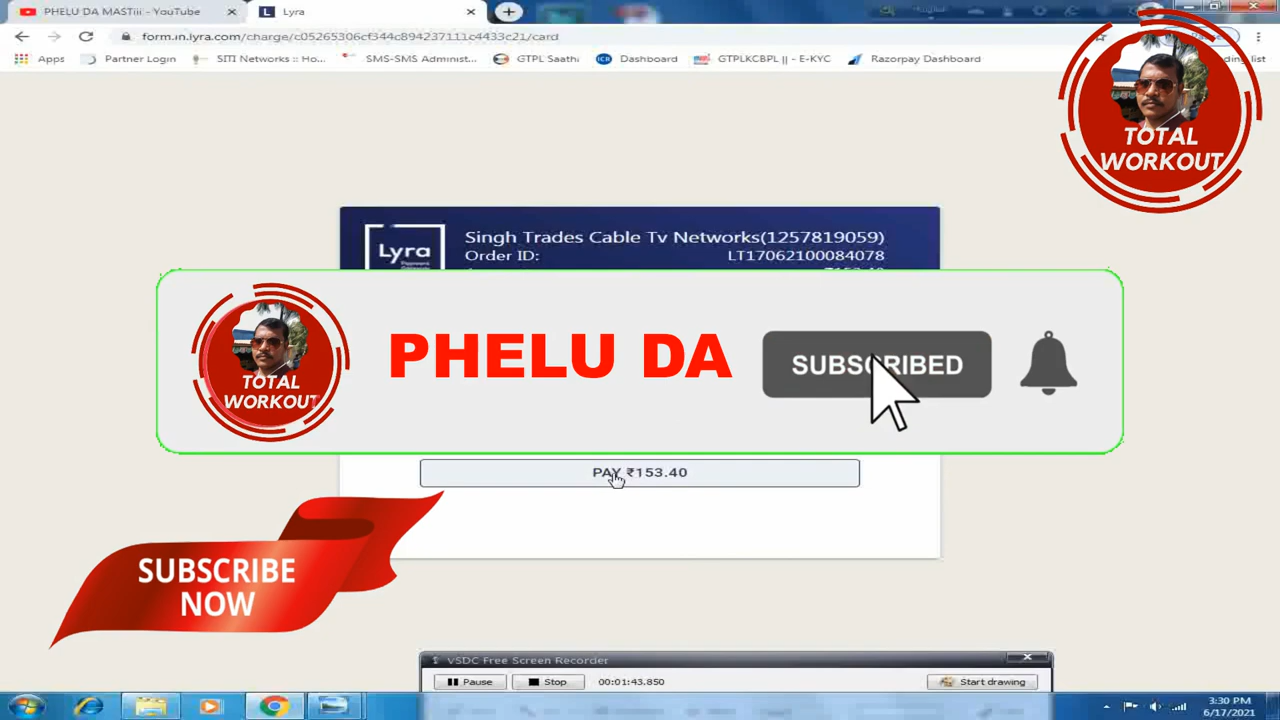 PHELU DA MASTiii - YouTube
Lyra
form.in.lyra.com/charge/c05265306cf344c894237111c4433c21/card
Apps
Partner Login
SITI Networks :: Ho...
SMS-SMS Administ...
GTPL Saathi
Dashboard
GTPLKCBPL || - E-KYC
Razorpay Dashboard
ding list
TOTAL
WORKOUT
Lyra
Singh Trades Cable Tv Networks(1257819059)
Order ID:
LT17062100084078
TOTAL
WORKOUT
PHELU DA
SUBSCRIBED
PAY ₹153.40
SUBSCRIBE
NOW
VSDC Free Screen Recorder
Pause
Stop
00:01:43.850
Start drawing
3:30 PM
6/17/2021